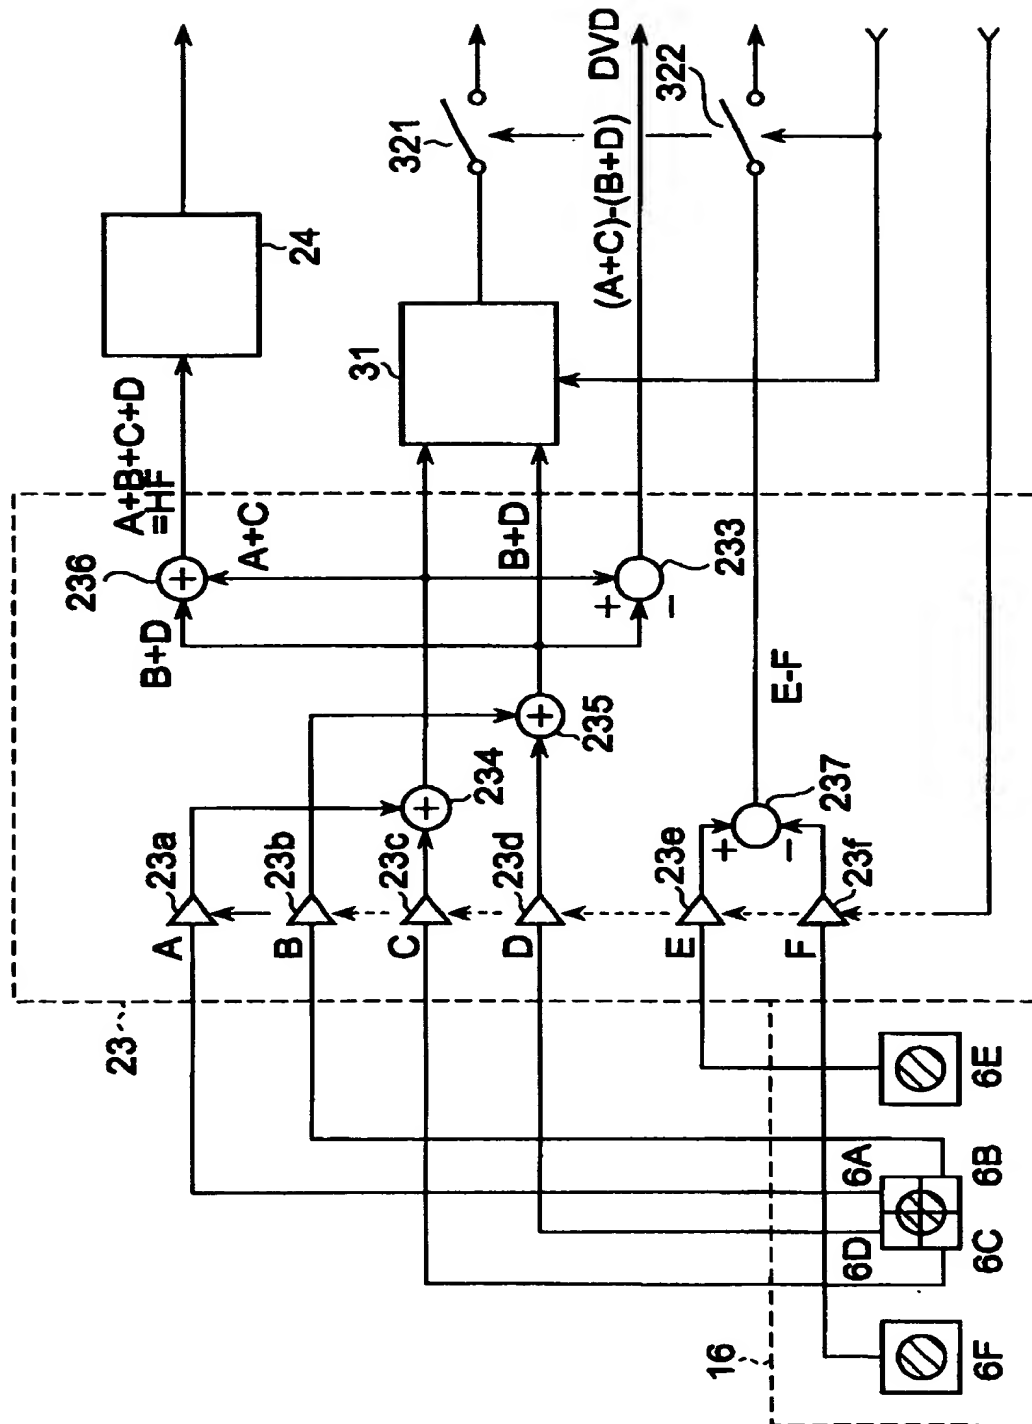 24
A+B+C+D
=HF
236
B+D
A+C
321
31
B+D
(A+C)-(B+D) DVD
322
+
−
233
235
234
E-F
237
+
−
A
23a
B
23b
C
23c
D
23d
E
23e
F
23f
23
16
6A
6B
6C
6D
6E
6F